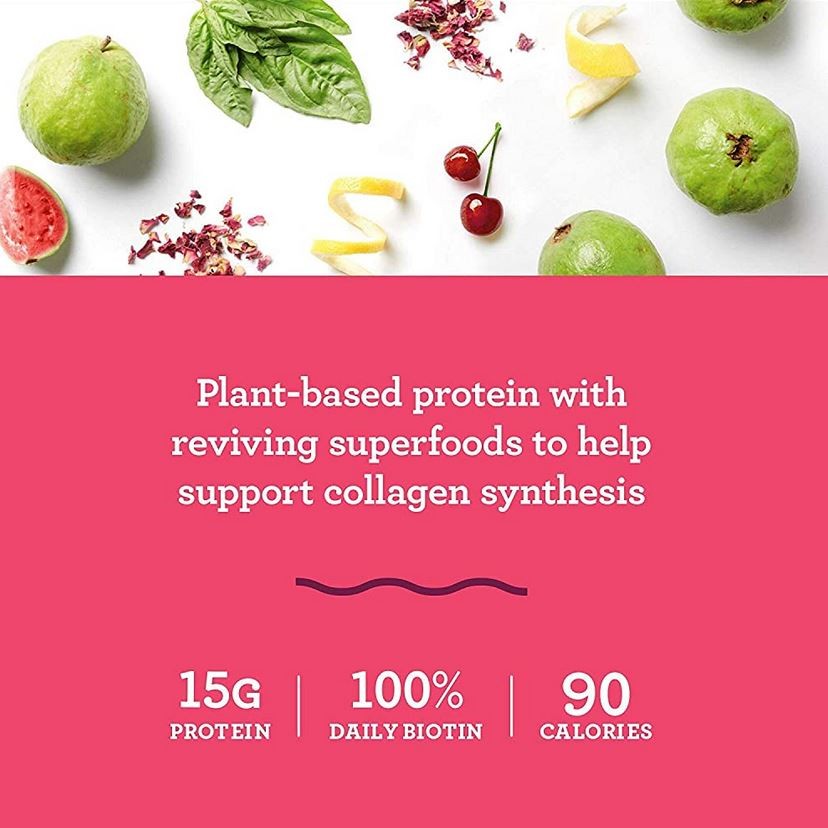 Plant-based protein with
reviving superfoods to help
support collagen synthesis
15G | 100% | 90
PROTEIN | DAILY BIOTIN | CALORIES